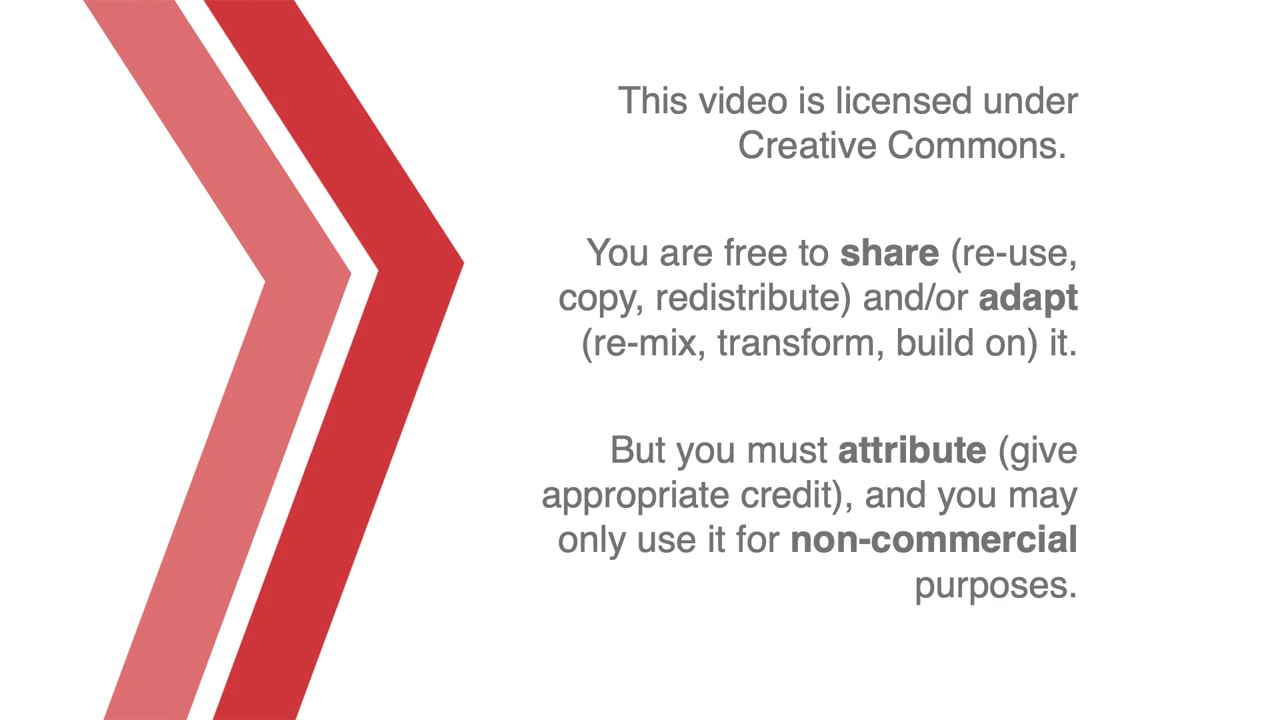 This video is licensed under
Creative Commons.
You are free to share (re-use,
copy, redistribute) and/or adapt
(re-mix, transform, build on) it.
But you must attribute (give
appropriate credit), and you may
only use it for non-commercial
purposes.